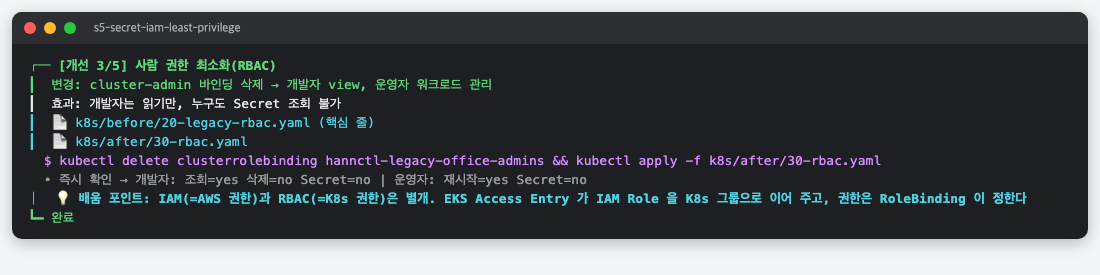 s5-secret-iam-least-privilege
[개선 3/5] 사람 권한 최소화(RBAC)
변경: cluster-admin 바인딩 삭제 → 개발자 view, 운영자 워크로드 관리
효과: 개발자는 읽기만, 누구도 Secret 조회 불가
📄 k8s/before/20-legacy-rbac.yaml (핵심 줄)
📄 k8s/after/30-rbac.yaml
$ kubectl delete clusterrolebinding hannctl-legacy-office-admins && kubectl apply -f k8s/after/30-rbac.yaml
• 즉시 확인 → 개발자: 조회=yes 삭제=no Secret=no | 운영자: 재시작=yes Secret=no
💡 배움 포인트: IAM(=AWS 권한)과 RBAC(=K8s 권한)은 별개. EKS Access Entry 가 IAM Role 을 K8s 그룹으로 이어 주고, 권한은 RoleBinding 이 정한다
완료